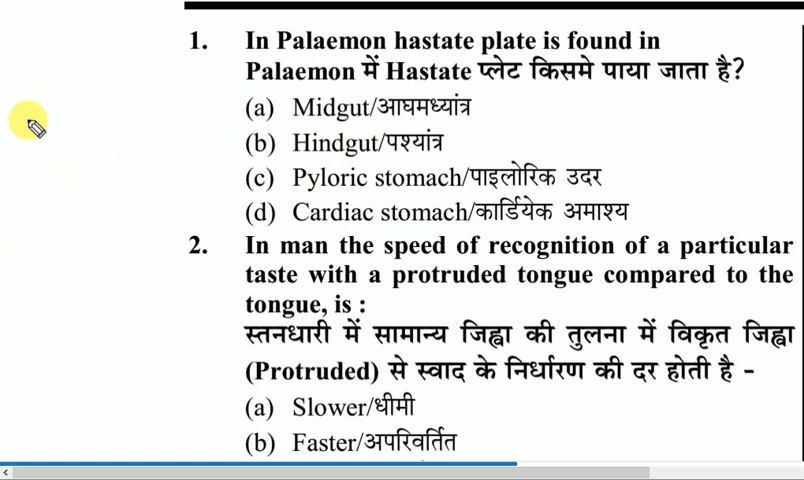 1. In Palaemon hastate plate is found in
Palaemon में Hastate प्लेट किसमे पाया जाता है?
(a) Midgut/आघमध्यांत्र
(b) Hindgut/पश्यांत्र
(c) Pyloric stomach/पाइलोरिक उदर
(d) Cardiac stomach/कार्डियेक अमाश्य
2. In man the speed of recognition of a particular
taste with a protruded tongue compared to the
tongue, is :
स्तनधारी में सामान्य जिह्वा की तुलना में विकृत जिह्वा
(Protruded) से स्वाद के निर्धारण की दर होती है -
(a) Slower/धीमी
(b) Faster/अपरिवर्तित